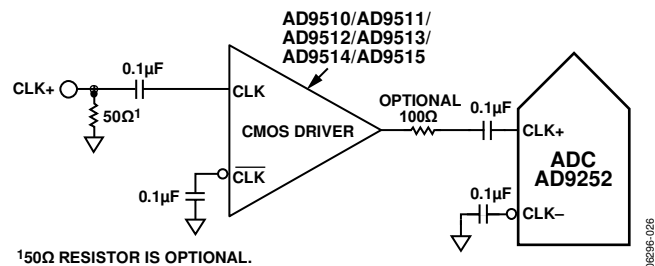 AD9510/AD9511/
AD9512/AD9513/
AD9514/AD9515
CLK+
0.1µF
50Ω¹
CLK
CMOS DRIVER
CLK
0.1µF
OPTIONAL
100Ω
0.1µF
CLK+
ADC
AD9252
0.1µF
CLK–
¹50Ω RESISTOR IS OPTIONAL.
06296-026